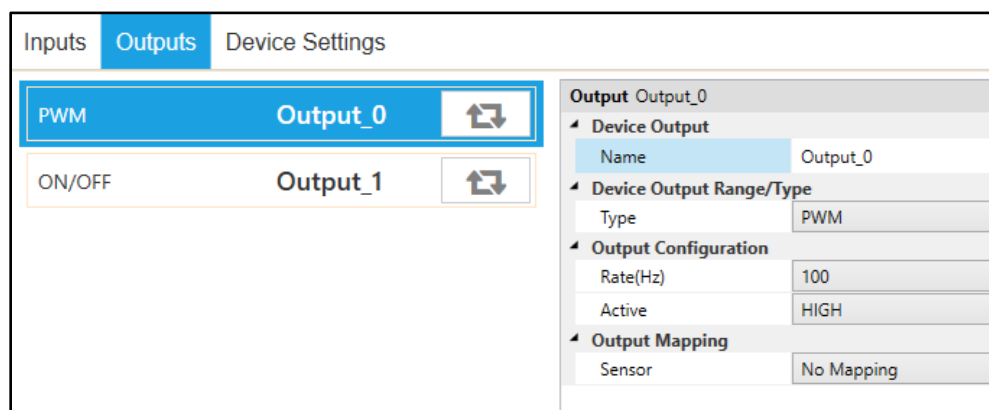 Inputs Outputs Device Settings
PWM Output_0
ON/OFF Output_1
Output Output_0
Device Output
Name Output_0
Device Output Range/Type
Type PWM
Output Configuration
Rate(Hz) 100
Active HIGH
Output Mapping
Sensor No Mapping